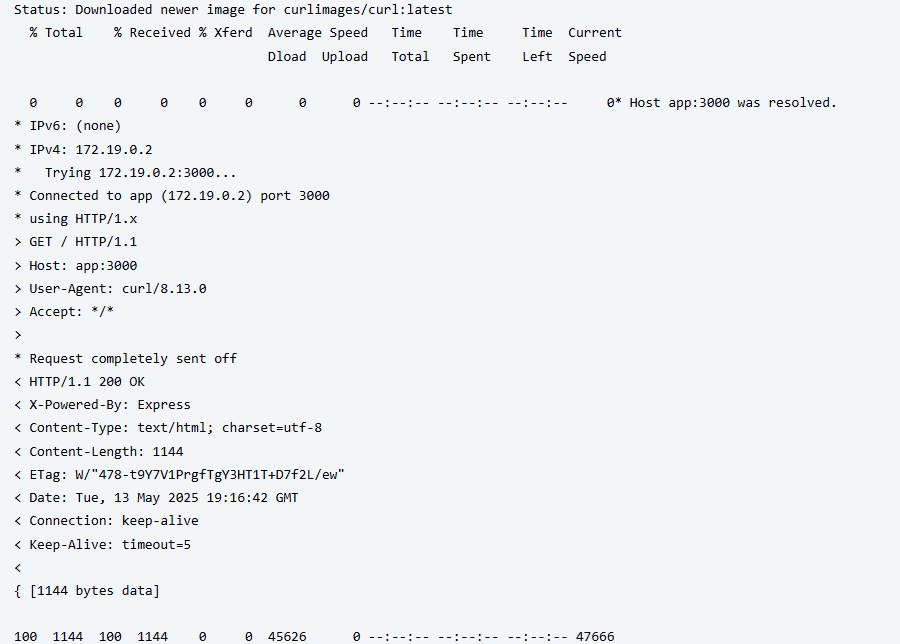 Status: Downloaded newer image for curlimages/curl:latest
  % Total    % Received % Xferd  Average Speed   Time    Time     Time  Current
                                 Dload  Upload   Total   Spent    Left  Speed

  0     0    0     0    0     0      0      0 --:--:-- --:--:-- --:--:--     0* Host app:3000 was resolved.
* IPv6: (none)
* IPv4: 172.19.0.2
*   Trying 172.19.0.2:3000...
* Connected to app (172.19.0.2) port 3000
* using HTTP/1.x
> GET / HTTP/1.1
> Host: app:3000
> User-Agent: curl/8.13.0
> Accept: */*
>
* Request completely sent off
< HTTP/1.1 200 OK
< X-Powered-By: Express
< Content-Type: text/html; charset=utf-8
< Content-Length: 1144
< ETag: W/"478-t9Y7V1PrgfTgY3HT1T+D7f2L/ew"
< Date: Tue, 13 May 2025 19:16:42 GMT
< Connection: keep-alive
< Keep-Alive: timeout=5
<
{ [1144 bytes data]

100  1144  100  1144    0     0  45626      0 --:--:-- --:--:-- --:--:-- 47666